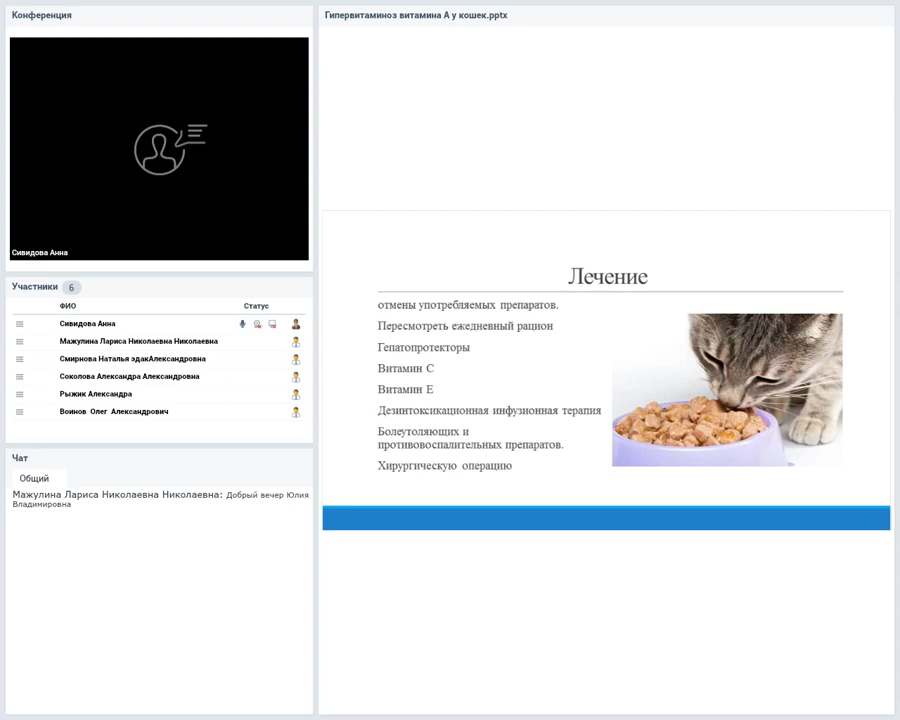 Конференция
Сивидова Анна
Участники 6
ФИО Статус
Сивидова Анна
Мажулина Лариса Николаевна Николаевна
Смирнова Наталья эдакАлександровна
Соколова Александра Александровна
Рыжик Александра
Воинов Олег Александрович
Чат
Общий
Мажулина Лариса Николаевна Николаевна: Добрый вечер Юлия
Владимировна
Гипервитаминоз витамина А у кошек.pptx
Лечение
отмены употребляемых препаратов.
Пересмотреть ежедневный рацион
Гепатопротекторы
Витамин С
Витамин Е
Дезинтоксикационная инфузионная терапия
Болеутоляющих и
противовоспалительных препаратов.
Хирургическую операцию